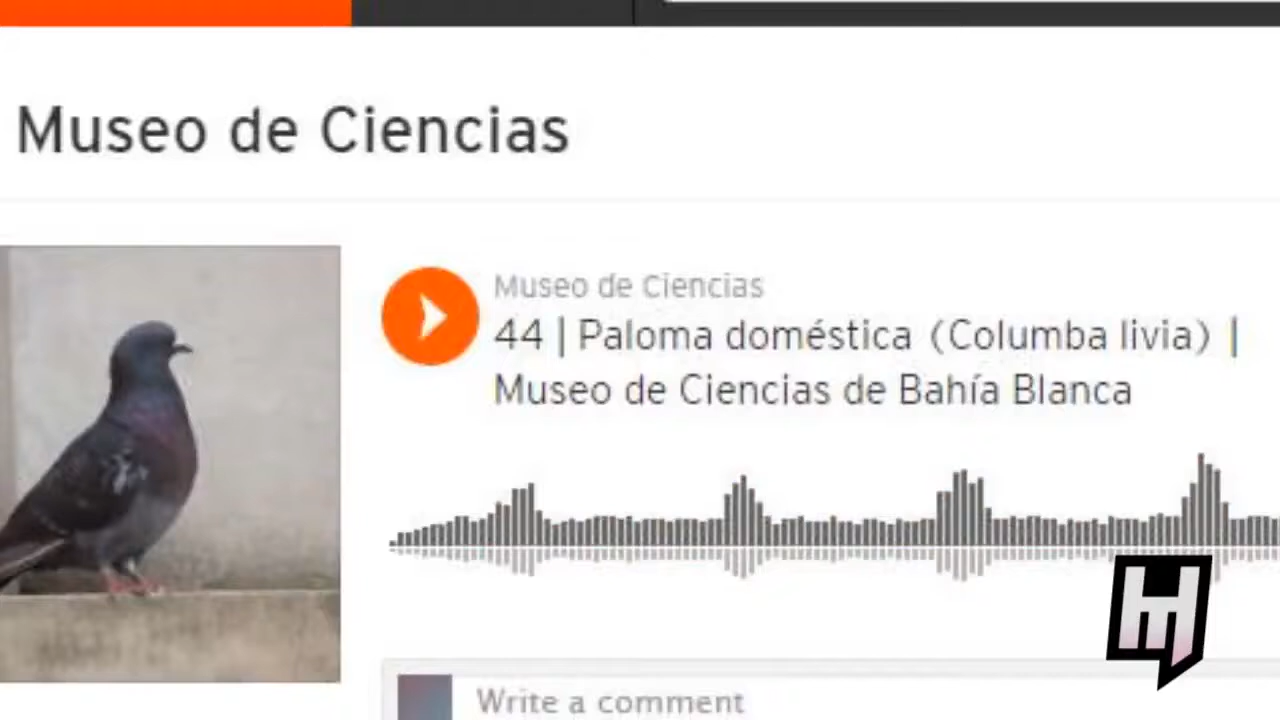 Museo de Ciencias
Museo de Ciencias
44 | Paloma doméstica (Columba livia) |
Museo de Ciencias de Bahía Blanca
Write a comment